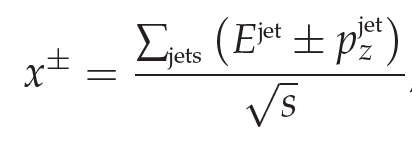 x^± = \frac{\sum_{jets} (E^{jet} ± p_z^{jet})}{\sqrt{s}},